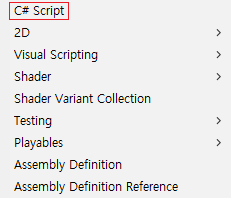 C# Script
2D
Visual Scripting
Shader
Shader Variant Collection
Testing
Playables
Assembly Definition
Assembly Definition Reference